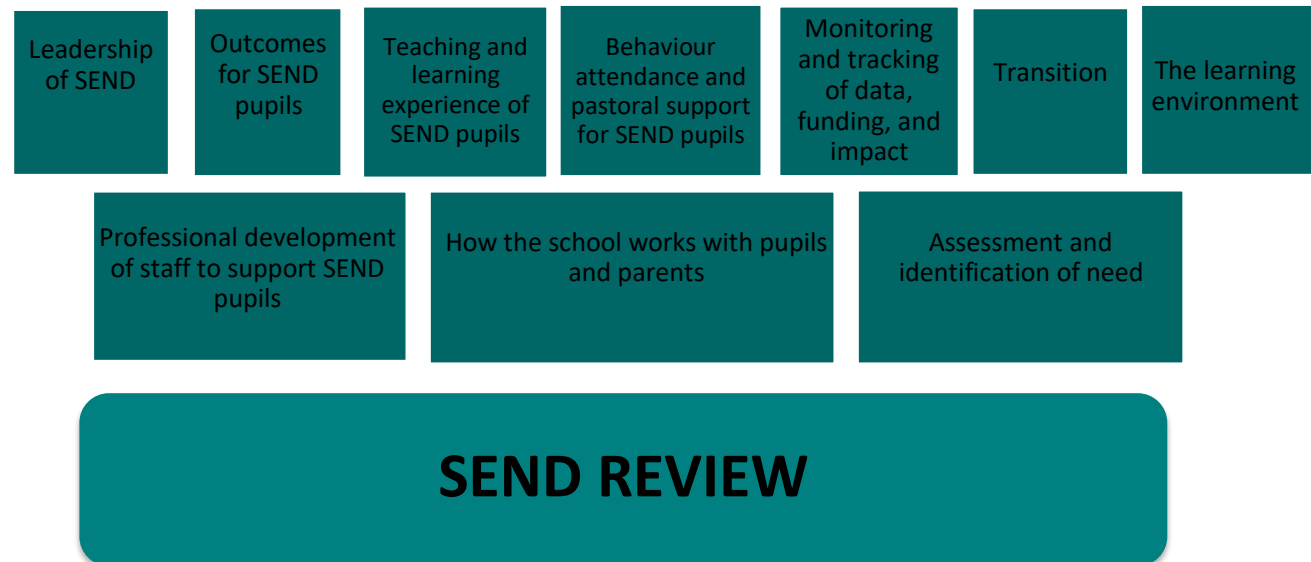 Leadership
of SEND
Outcomes
for SEND
pupils
Teaching and
learning
experience of
SEND pupils
Behaviour
attendance and
pastoral support
for SEND pupils
Monitoring
and tracking
of data,
funding, and
impact
Transition
The learning
environment
Professional development
of staff to support SEND
pupils
How the school works with pupils
and parents
Assessment and
identification of need
SEND REVIEW